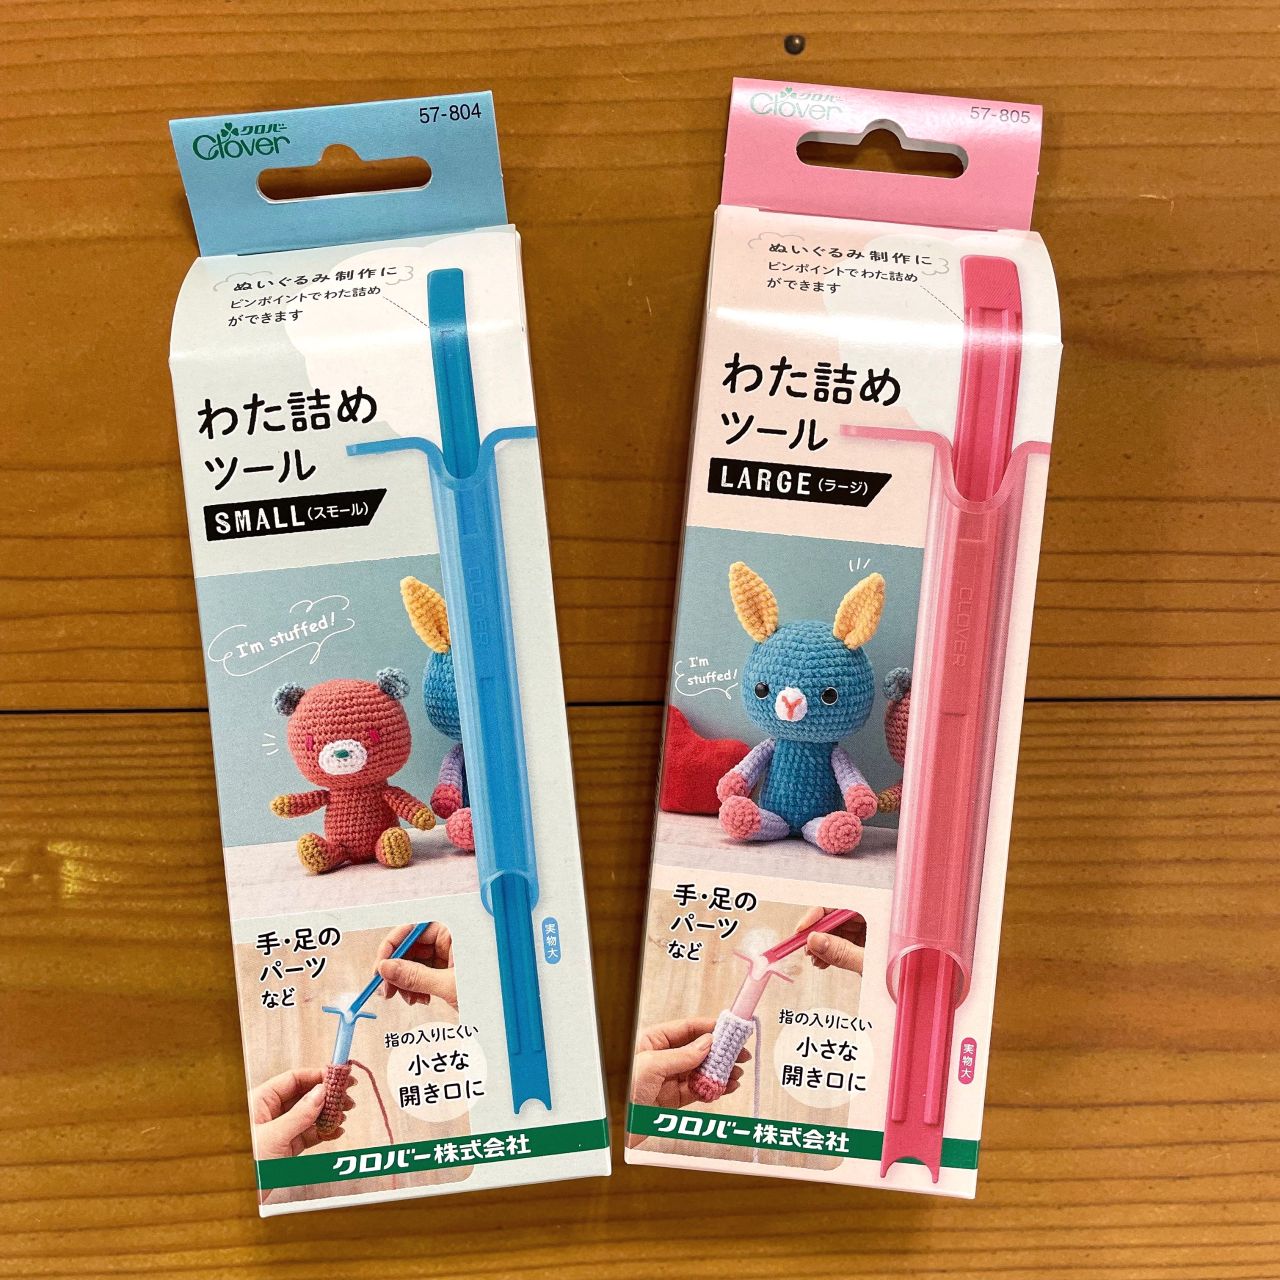 クロバー
Clover
57-804
ぬいぐるみ制作に
ピンポイントでわた詰め
ができます
わた詰め
ツール
SMALL(スモール)
CLOVER
I'm stuffed!
手・足の
パーツ
など
実物大
指の入りにくい
小さな
開き口に
クロバー株式会社
クロバー
Clover
57-805
ぬいぐるみ制作に
ピンポイントでわた詰め
ができます
わた詰め
ツール
LARGE(ラージ)
CLOVER
I'm
stuffed!
手・足の
パーツ
など
指の入りにくい
小さな
開き口に
実物大
クロバー株式会社